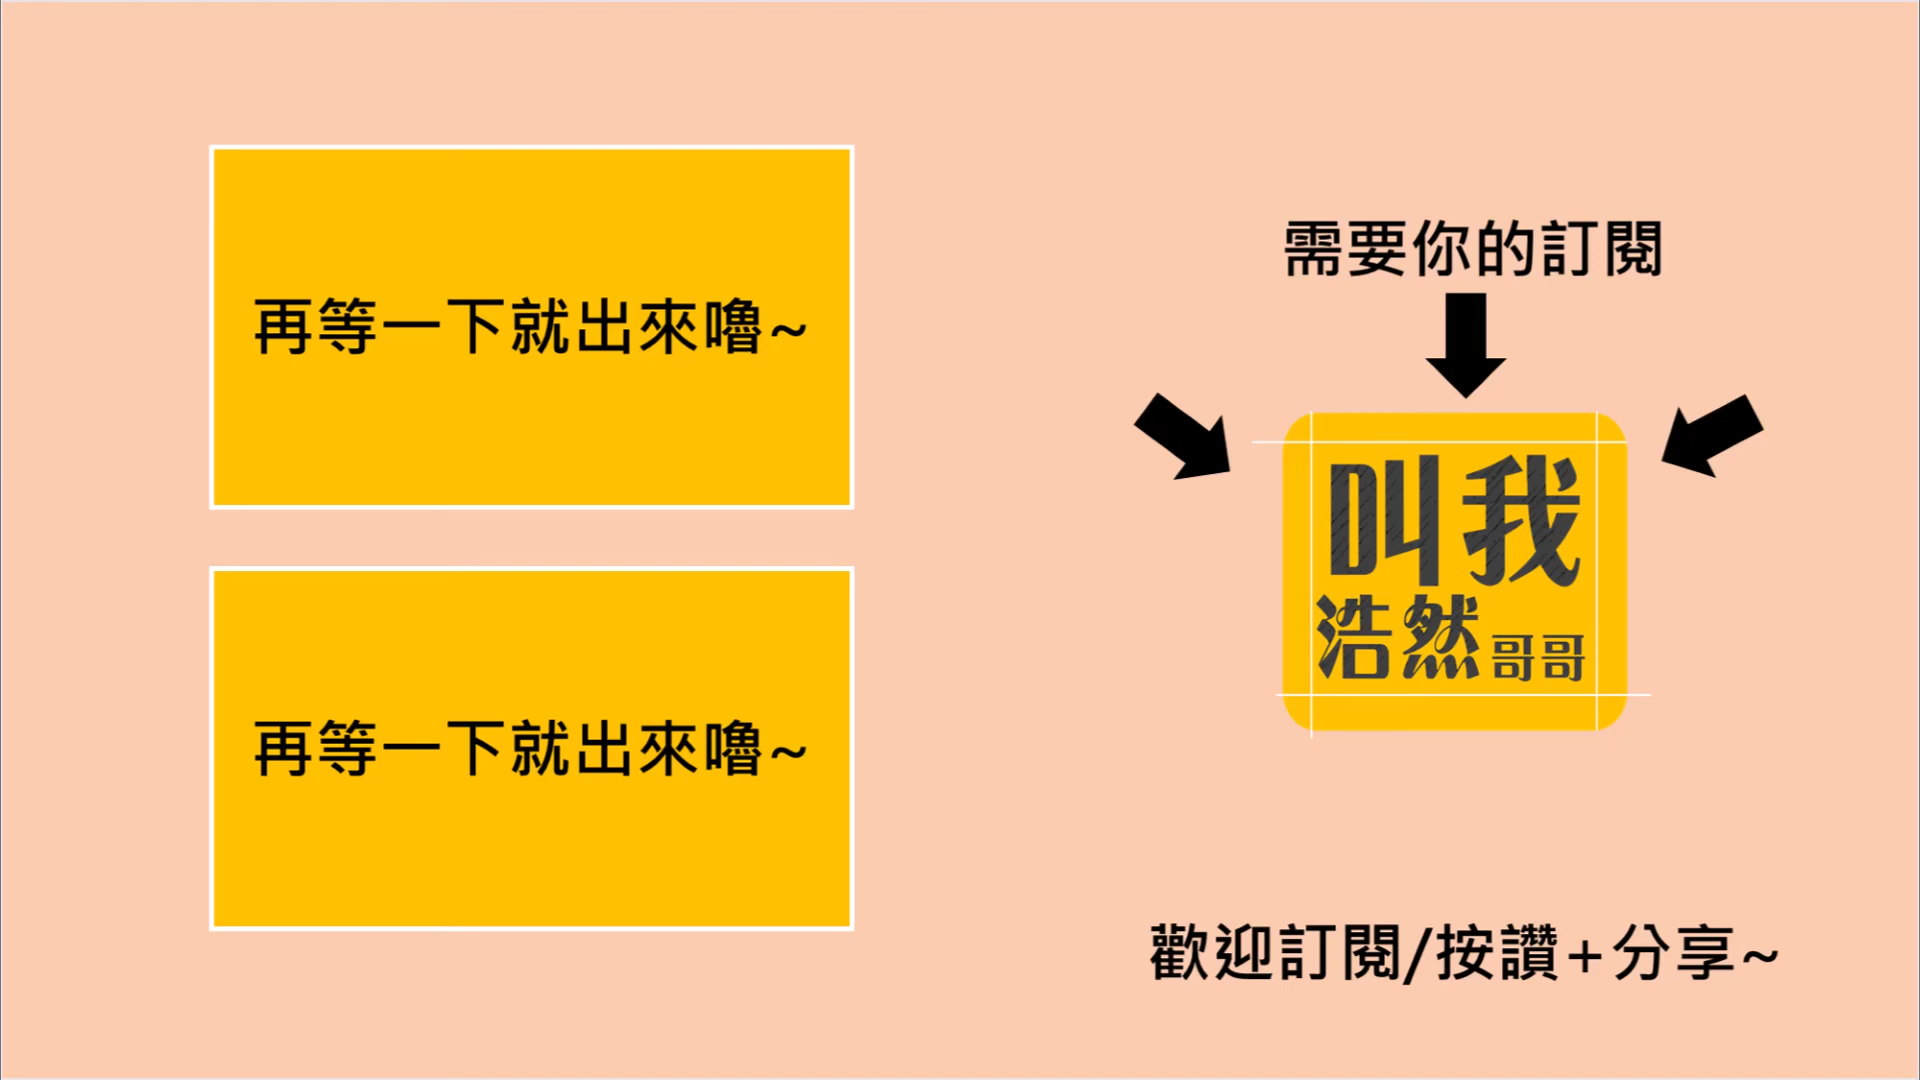 再等一下就出來嚕~
再等一下就出來嚕~
需要你的訂閱
叫我
浩然哥哥
歡迎訂閱/按讚+分享~